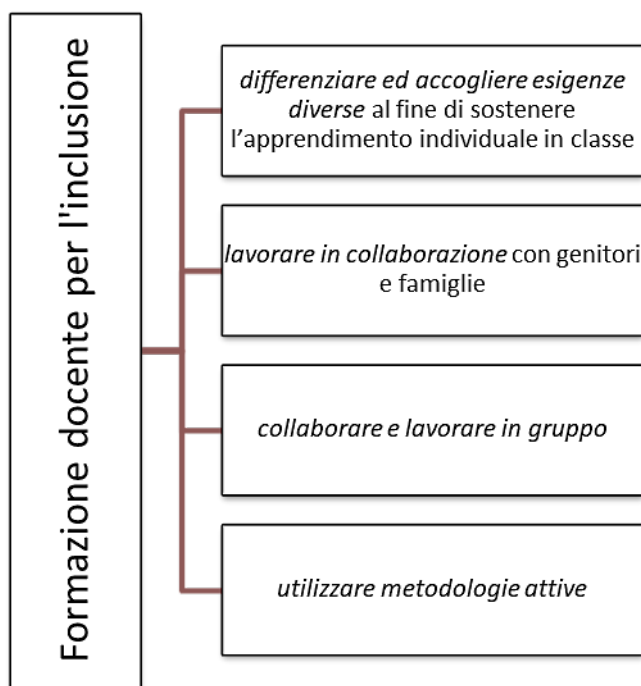 Formazione docente per l'inclusione
differenziare ed accogliere esigenze
diverse al fine di sostenere
l’apprendimento individuale in classe
lavorare in collaborazione con genitori
e famiglie
collaborare e lavorare in gruppo
utilizzare metodologie attive